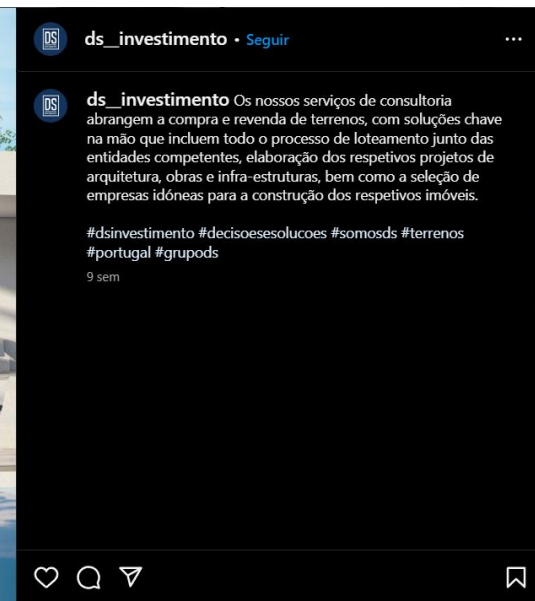 DS ds__investimento • Seguir ...
DS ds__investimento Os nossos serviços de consultoria
abrangem a compra e revenda de terrenos, com soluções chave
na mão que incluem todo o processo de loteamento junto das
entidades competentes, elaboração dos respetivos projetos de
arquitetura, obras e infra-estruturas, bem como a seleção de
empresas idóneas para a construção dos respetivos imóveis.
#dsinvestimento #decisoesesolucoes #somosds #terrenos
#portugal #grupods
9 sem